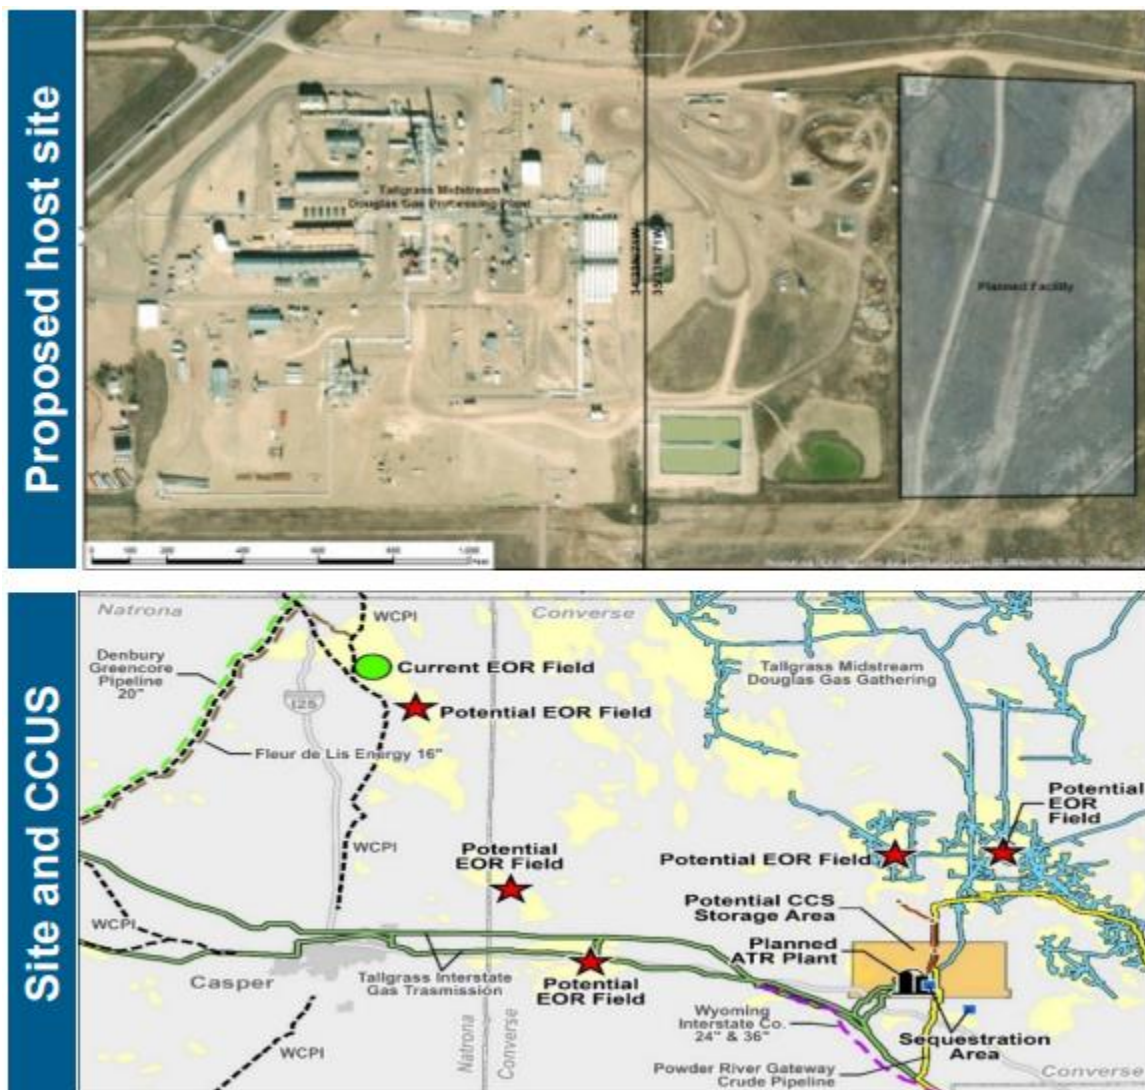 Proposed host site
Tallgrass Midstream
Douglas Gas Processing Plant
Planned Facility
Site and CCUS
Natrona
WCPI
Converse
Denbury
Greencore
Pipeline
20"
I25
Current EOR Field
Potential EOR Field
Fleur de Lis Energy 16"
Tallgrass Midstream
Douglas Gas Gathering
Potential
EOR
Field
WCPI
Potential
EOR Field
Potential EOR Field
Potential CCS
Storage Area
WCPI
Planned
ATR Plant
Casper
Tallgrass Interstate
Gas Trasmission
Potential
EOR Field
Wyoming
Interstate Co.
24" & 36"
Sequestration
Area
WCPI
Natrona
Converse
Powder River Gateway
Crude Pipeline
Converse